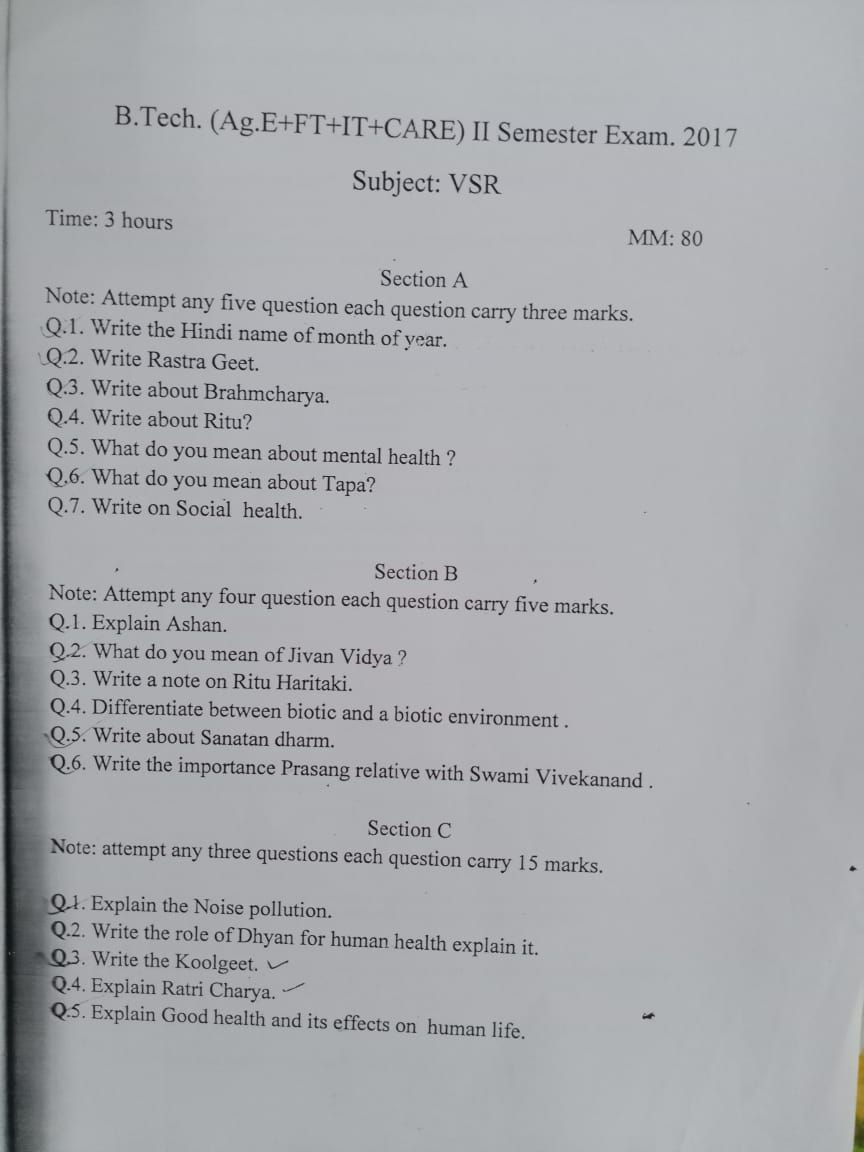 B.Tech. (Ag.E+FT+IT+CARE) II Semester Exam. 2017
Subject: VSR
Time: 3 hours
MM: 80
Section A
Note: Attempt any five question each question carry three marks.
Q.1. Write the Hindi name of month of year.
Q.2. Write Rastra Geet.
Q.3. Write about Brahmcharya.
Q.4. Write about Ritu?
Q.5. What do you mean about mental health ?
Q.6. What do you mean about Tapa?
Q.7. Write on Social health.
Section B
Note: Attempt any four question each question carry five marks.
Q.1. Explain Ashan.
Q.2. What do you mean of Jivan Vidya ?
Q.3. Write a note on Ritu Haritaki.
Q.4. Differentiate between biotic and a biotic environment .
Q.5. Write about Sanatan dharm.
Q.6. Write the importance Prasang relative with Swami Vivekanand .
Section C
Note: attempt any three questions each question carry 15 marks.
Q.1. Explain the Noise pollution.
Q.2. Write the role of Dhyan for human health explain it.
Q.3. Write the Koolgeet.
Q.4. Explain Ratri Charya.
Q.5. Explain Good health and its effects on human life.